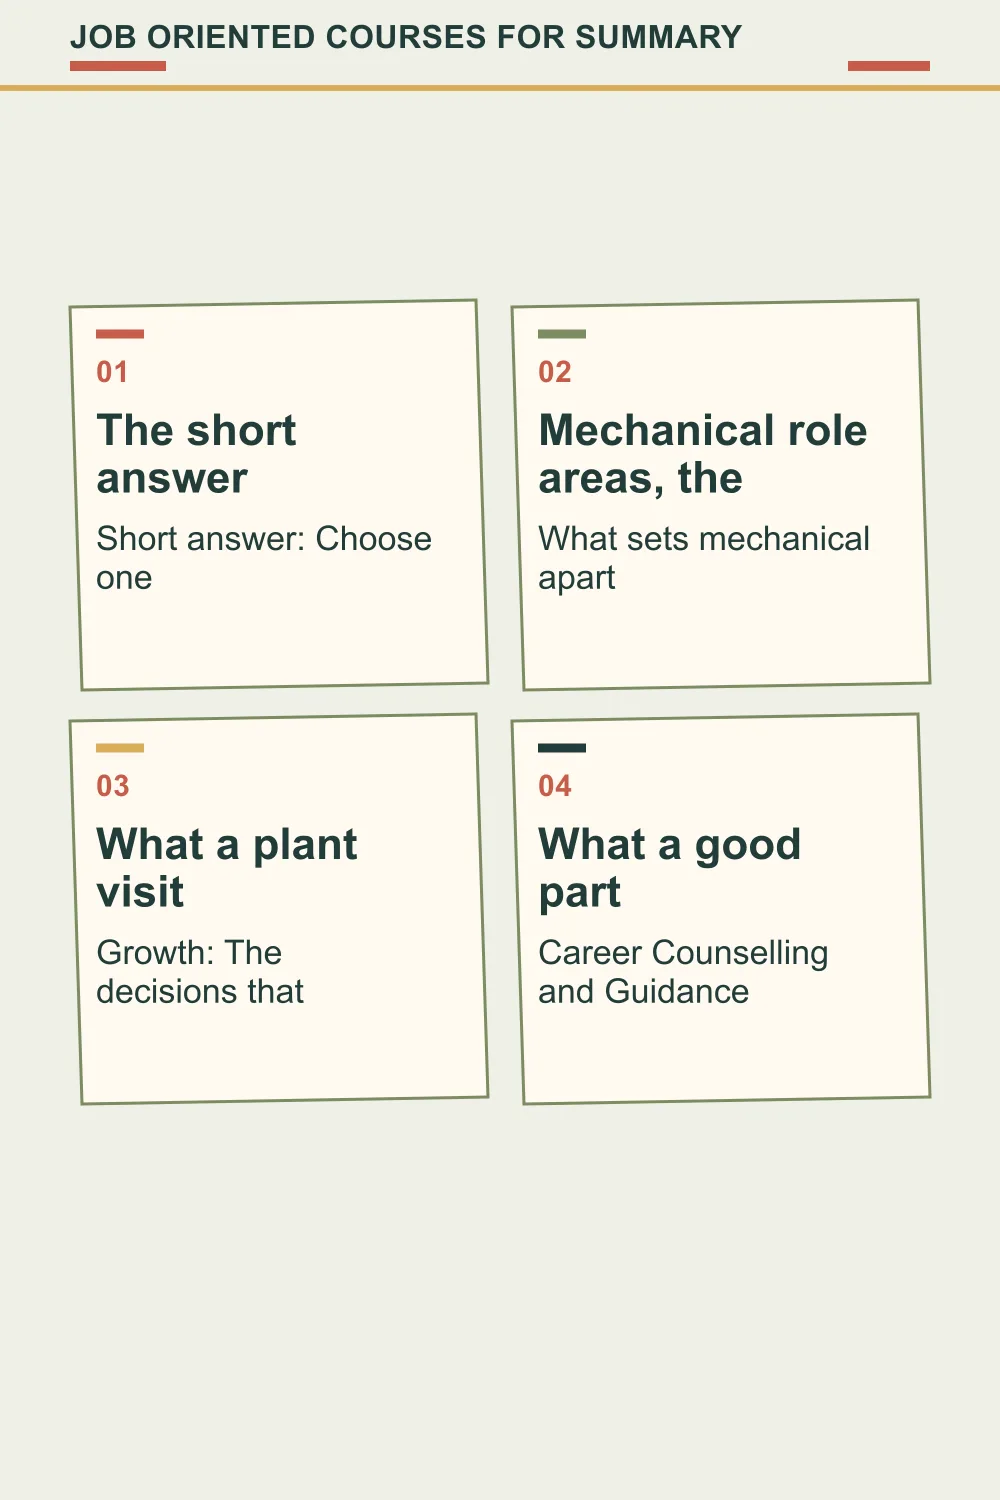 JOB ORIENTED COURSES FOR SUMMARY
01
The short
answer
Short answer: Choose
one
02
Mechanical role
areas, the
What sets mechanical
apart
03
What a plant
visit
Growth: The
decisions that
04
What a good
part
Career Counselling
and Guidance